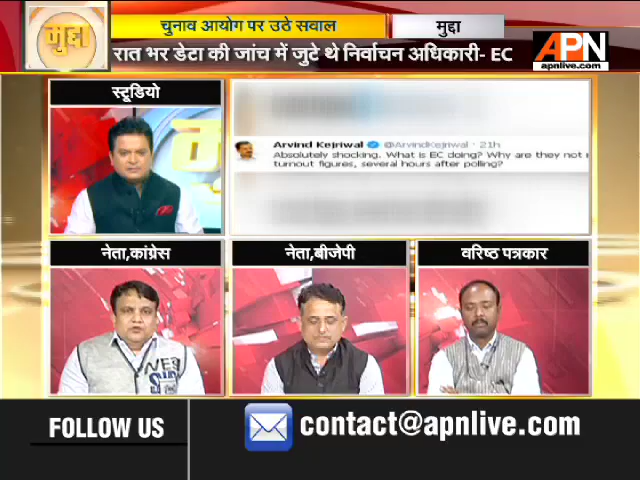 मुद्दा
चुनाव आयोग पर उठे सवाल
मुद्दा
रात भर डेटा की जांच में जुटे थे निर्वाचन अधिकारी- EC
APN
apnlive.com
स्टूडियो
Arvind Kejriwal @ArvindKejriwal · 21h
Absolutely shocking. What is EC doing? Why are they not
turnout figures, several hours after polling?
नेता,कांग्रेस
नेता,बीजेपी
वरिष्ठ पत्रकार
FOLLOW US
contact@apnlive.com